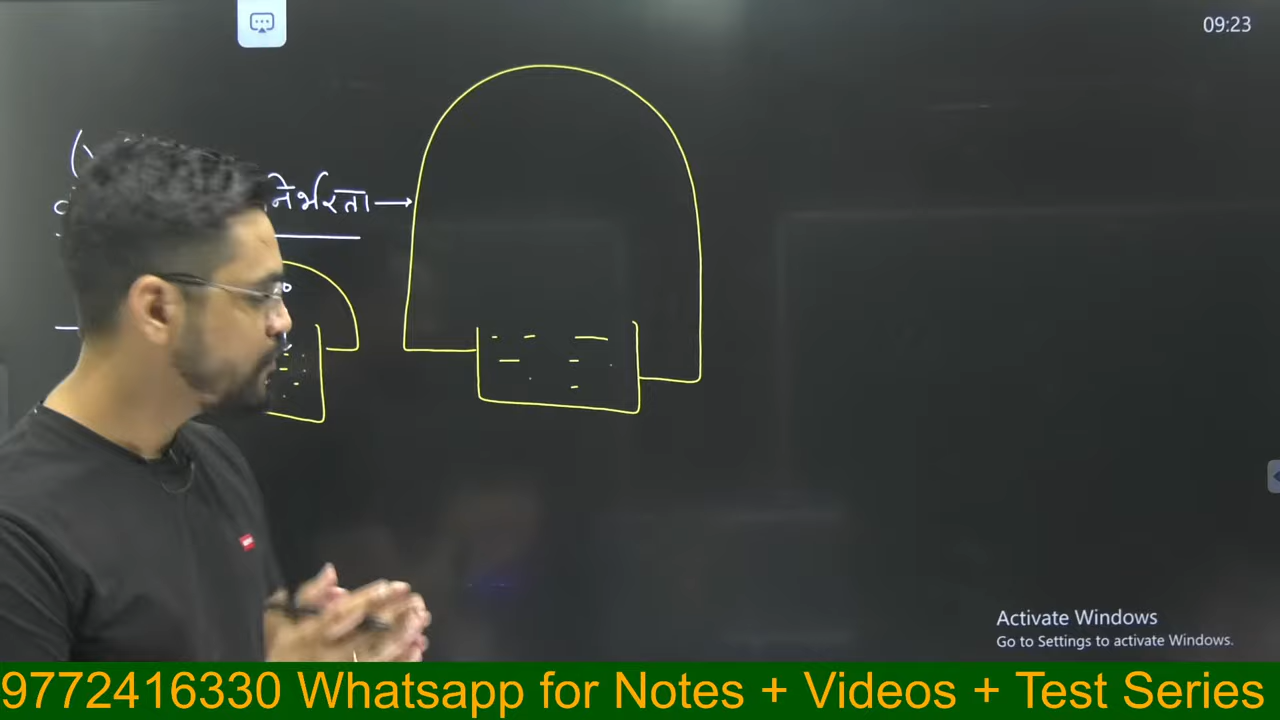 09:23
निर्भरता
Activate Windows
Go to Settings to activate Windows.
9772416330 Whatsapp for Notes + Videos + Test Series